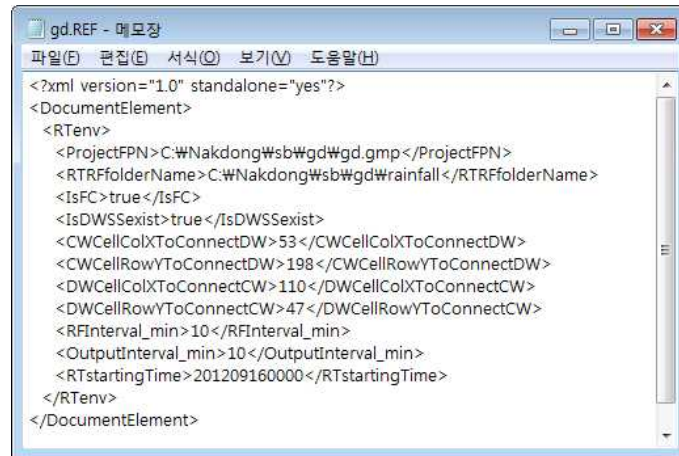 gd.REF - 메모장
파일(F) 편집(E) 서식(O) 보기(V) 도움말(H)
<?xml version="1.0" standalone="yes"?>
<DocumentElement>
<RTenv>
<ProjectFPN>C:₩Nakdong₩sb₩gd₩gd.gmp</ProjectFPN>
<RTRFfolderName>C:₩Nakdong₩sb₩gd₩rainfall</RTRFfolderName>
<IsFC>true</IsFC>
<IsDWSSexist>true</IsDWSSexist>
<CWCellColXToConnectDW>53</CWCellColXToConnectDW>
<CWCellRowYToConnectDW>198</CWCellRowYToConnectDW>
<DWCellColXToConnectCW>110</DWCellColXToConnectCW>
<DWCellRowYToConnectCW>47</DWCellRowYToConnectCW>
<RFInterval_min>10</RFInterval_min>
<OutputInterval_min>10</OutputInterval_min>
<RTstartingTime>201209160000</RTstartingTime>
</RTenv>
</DocumentElement>